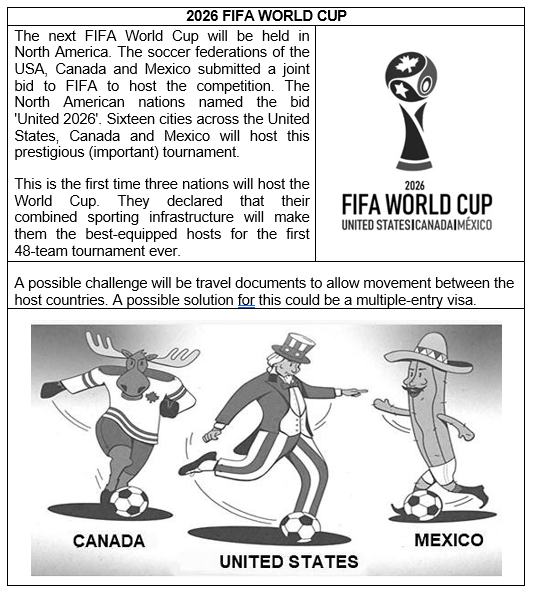 2026 FIFA WORLD CUP
The next FIFA World Cup will be held in
North America. The soccer federations of the
USA, Canada and Mexico submitted a joint
bid to FIFA to host the competition. The
North American nations named the bid
'United 2026'. Sixteen cities across the United
States, Canada and Mexico will host this
prestigious (important) tournament.
This is the first time three nations will host the
World Cup. They declared that their
combined sporting infrastructure will make
them the best-equipped hosts for the first
48-team tournament ever.
2026
FIFA WORLD CUP
UNITED STATES|CANADA|MÉXICO
A possible challenge will be travel documents to allow movement between the
host countries. A possible solution for this could be a multiple-entry visa.
CANADA
UNITED STATES
MEXICO